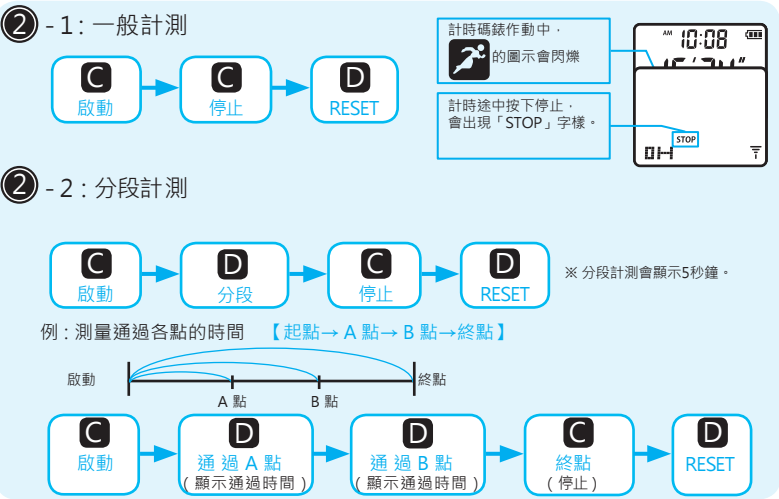 2 - 1 : 一般計測
C
啟動
C
停止
D
RESET
計時碼錶作動中，
的圖示會閃爍
計時途中按下停止，
會出現「STOP」字樣。
AM 10:08
STOP
0H
2 - 2 : 分段計測
C
啟動
D
分段
C
停止
D
RESET
※ 分段計測會顯示5秒鐘。
例 : 測量通過各點的時間 【起點→ A 點→ B 點→終點】
啟動
終點
A 點
B 點
C
啟動
D
通 過 A 點
( 顯示通過時間 )
D
通 過 B 點
( 顯示通過時間 )
C
終點
( 停止 )
D
RESET